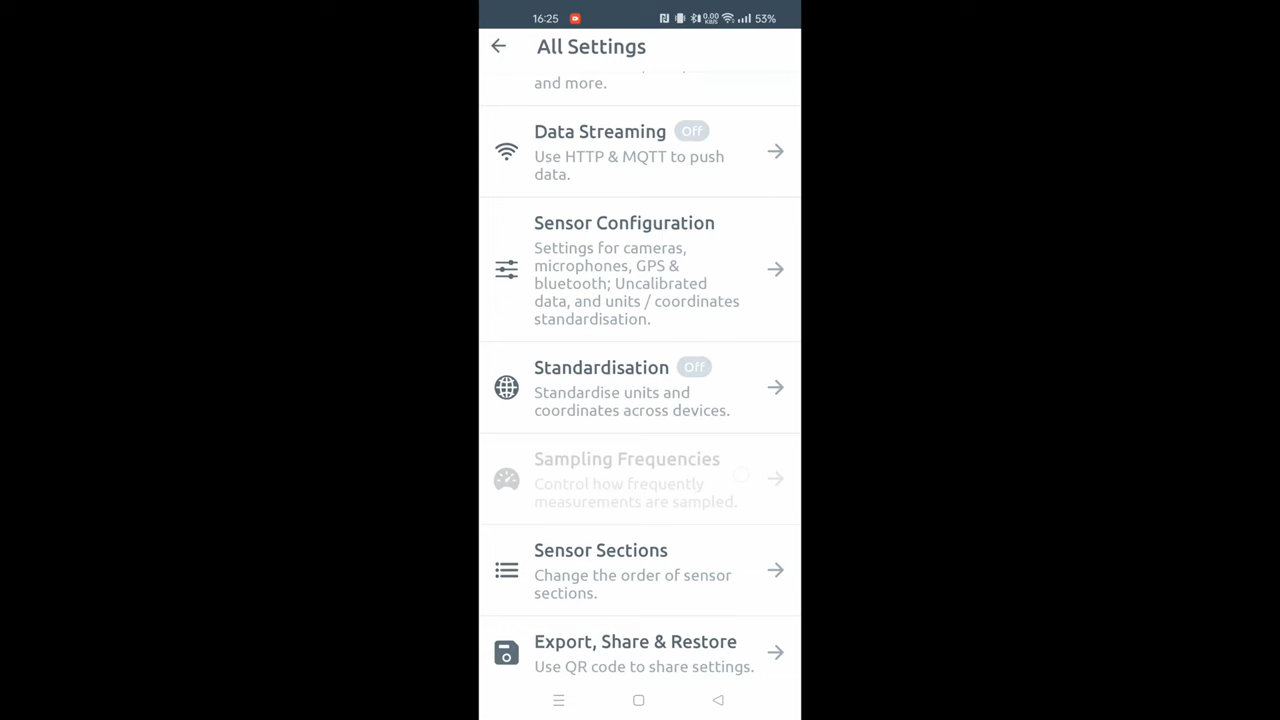 16:25
0.00
KB/S
53%
All Settings
and more.
Data Streaming Off
Use HTTP & MQTT to push
data.
Sensor Configuration
Settings for cameras,
microphones, GPS &
bluetooth; Uncalibrated
data, and units / coordinates
standardisation.
Standardisation Off
Standardise units and
coordinates across devices.
Sampling Frequencies
Control how frequently
measurements are sampled.
Sensor Sections
Change the order of sensor
sections.
Export, Share & Restore
Use QR code to share settings.